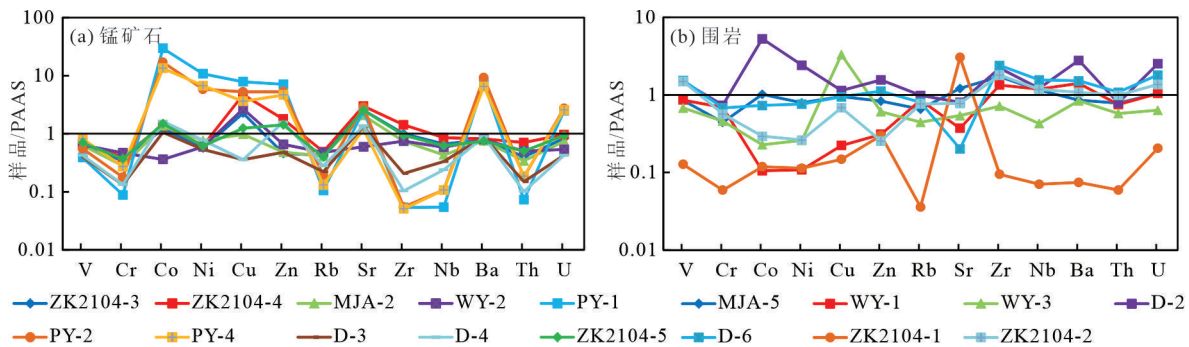 (a) 锰矿石
样品/PAAS
100
10
1
0.1
0.01
V Cr Co Ni Cu Zn Rb Sr Zr Nb Ba Th U
(b) 围岩
样品/PAAS
10
1
0.1
0.01
V Cr Co Ni Cu Zn Rb Sr Zr Nb Ba Th U
ZK2104-3 ZK2104-4 MJA-2 WY-2 PY-1
PY-2 PY-4 D-3 D-4 ZK2104-5
MJA-5 WY-1 WY-3 D-2
D-6 ZK2104-1 ZK2104-2